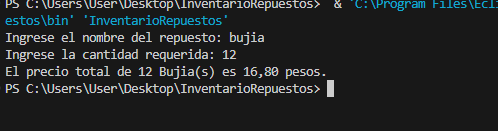 PS C:\Users\User\Desktop\InventarioRepuestos>  & 'C:\Program Files\Ecli
estos\bin' 'InventarioRepuestos'
Ingrese el nombre del repuesto: bujia
Ingrese la cantidad requerida: 12
El precio total de 12 Bujia(s) es 16,80 pesos.
PS C:\Users\User\Desktop\InventarioRepuestos>